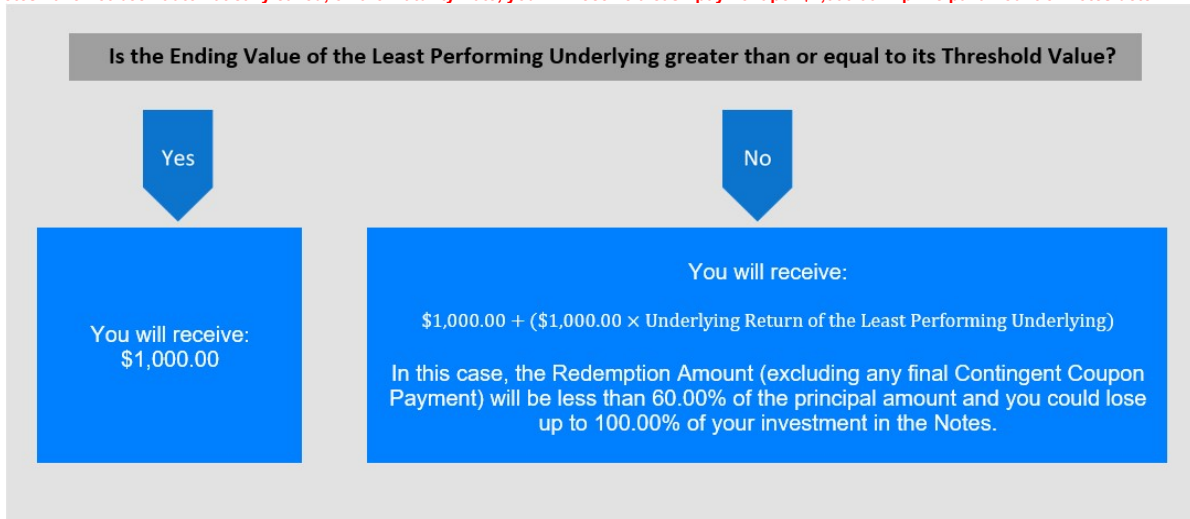 Is the Ending Value of the Least Performing Underlying greater than or equal to its Threshold Value?
Yes
No
You will receive:
$1,000.00
You will receive:
$1,000.00 + ($1,000.00 × Underlying Return of the Least Performing Underlying)
In this case, the Redemption Amount (excluding any final Contingent Coupon
Payment) will be less than 60.00% of the principal amount and you could lose
up to 100.00% of your investment in the Notes.